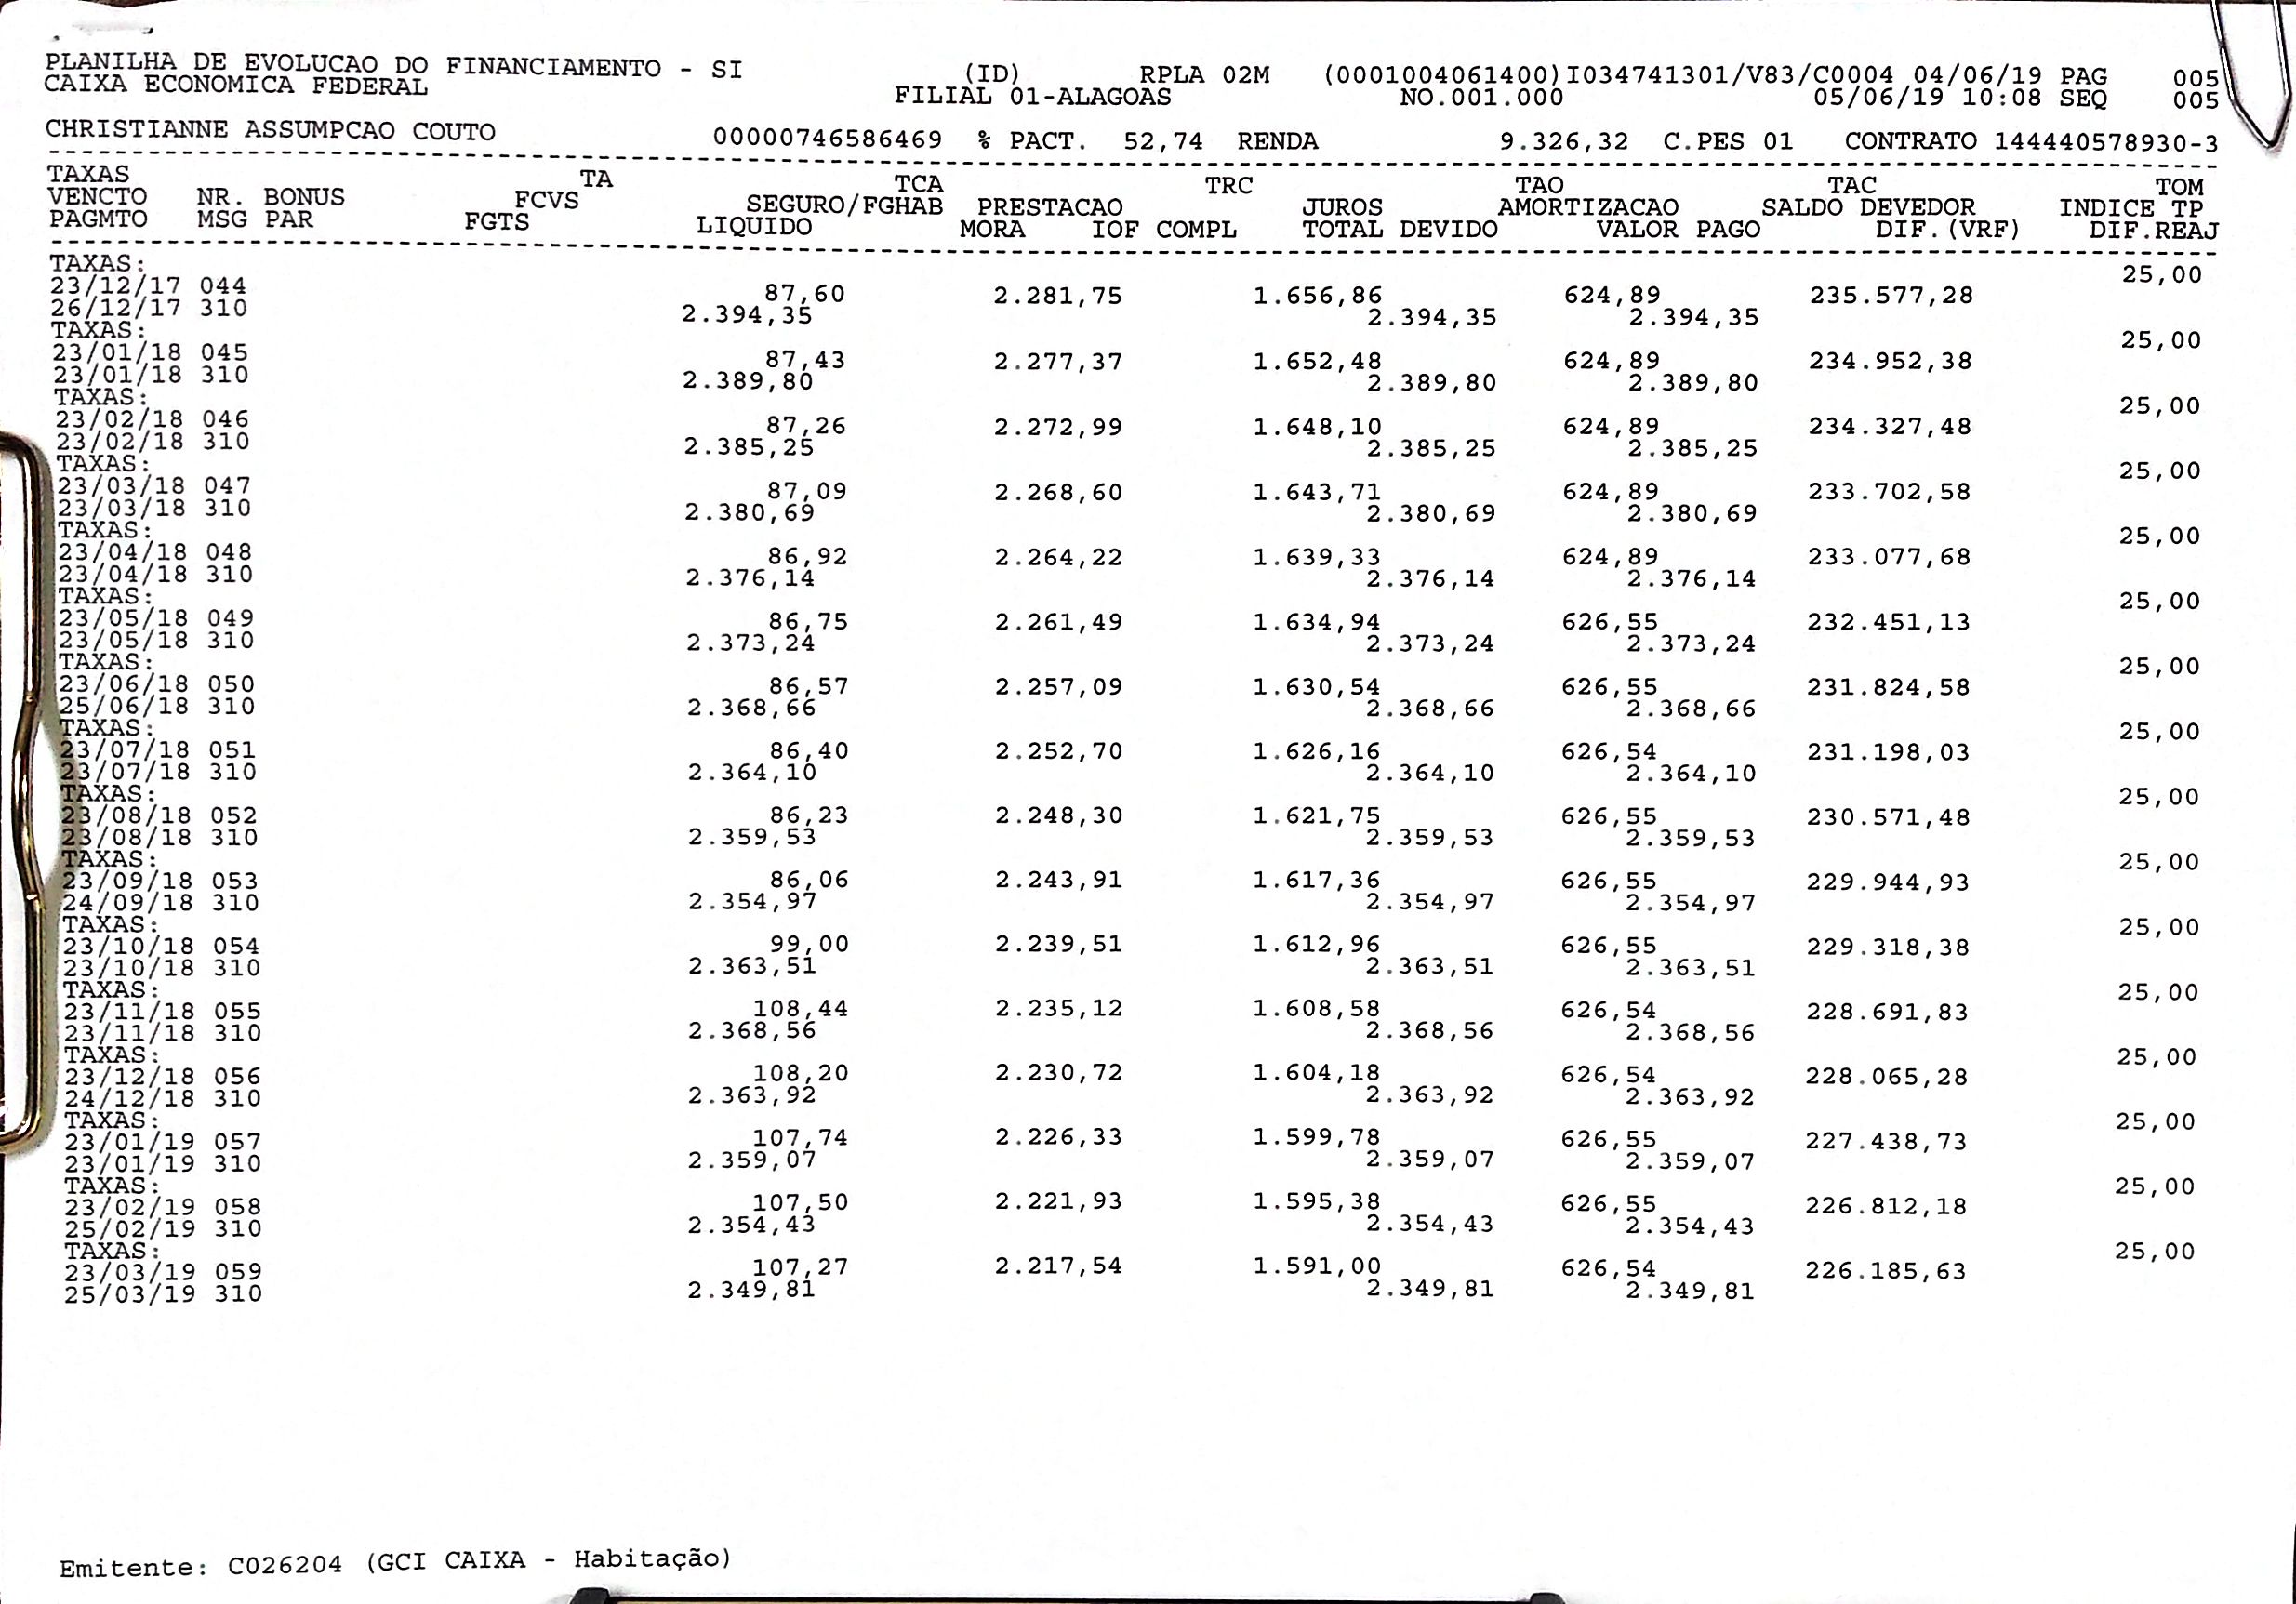 PLANILHA DE EVOLUCAO DO FINANCIAMENTO - SI (ID) RPLA 02M (0001004061400)I034741301/V83/C0004 04/06/19 PAG 005
CAIXA ECONOMICA FEDERAL FILIAL 01-ALAGOAS NO.001.000 05/06/19 10:08 SEQ 005
CHRISTIANNE ASSUMPCAO COUTO 00000746586469 % PACT. 52,74 RENDA 9.326,32 C.PES 01 CONTRATO 144440578930-3
TAXAS TA TCA TRC TAO TAC TOM
VENCTO NR. BONUS FCVS SEGURO/FGHAB PRESTACAO JUROS AMORTIZACAO SALDO DEVEDOR INDICE TP
PAGMTO MSG PAR FGTS LIQUIDO MORA IOF COMPL TOTAL DEVIDO VALOR PAGO DIF.(VRF) DIF.REAJ
TAXAS: 25,00
23/12/17 044 87,60 2.281,75 1.656,86 624,89 235.577,28
26/12/17 310 2.394,35 2.394,35 2.394,35
TAXAS: 25,00
23/01/18 045 87,43 2.277,37 1.652,48 624,89 234.952,38
23/01/18 310 2.389,80 2.389,80 2.389,80
TAXAS: 25,00
23/02/18 046 87,26 2.272,99 1.648,10 624,89 234.327,48
23/02/18 310 2.385,25 2.385,25 2.385,25
TAXAS: 25,00
23/03/18 047 87,09 2.268,60 1.643,71 624,89 233.702,58
23/03/18 310 2.380,69 2.380,69 2.380,69
TAXAS: 25,00
23/04/18 048 86,92 2.264,22 1.639,33 624,89 233.077,68
23/04/18 310 2.376,14 2.376,14 2.376,14
TAXAS: 25,00
23/05/18 049 86,75 2.261,49 1.634,94 626,55 232.451,13
23/05/18 310 2.373,24 2.373,24 2.373,24
TAXAS: 25,00
23/06/18 050 86,57 2.257,09 1.630,54 626,55 231.824,58
25/06/18 310 2.368,66 2.368,66 2.368,66
TAXAS: 25,00
23/07/18 051 86,40 2.252,70 1.626,16 626,54 231.198,03
23/07/18 310 2.364,10 2.364,10 2.364,10
TAXAS: 25,00
23/08/18 052 86,23 2.248,30 1.621,75 626,55 230.571,48
23/08/18 310 2.359,53 2.359,53 2.359,53
TAXAS: 25,00
23/09/18 053 86,06 2.243,91 1.617,36 626,55 229.944,93
24/09/18 310 2.354,97 2.354,97 2.354,97
TAXAS: 25,00
23/10/18 054 99,00 2.239,51 1.612,96 626,55 229.318,38
23/10/18 310 2.363,51 2.363,51 2.363,51
TAXAS: 25,00
23/11/18 055 108,44 2.235,12 1.608,58 626,54 228.691,83
23/11/18 310 2.368,56 2.368,56 2.368,56
TAXAS: 25,00
23/12/18 056 108,20 2.230,72 1.604,18 626,54 228.065,28
24/12/18 310 2.363,92 2.363,92 2.363,92
TAXAS: 25,00
23/01/19 057 107,74 2.226,33 1.599,78 626,55 227.438,73
23/01/19 310 2.359,07 2.359,07 2.359,07
TAXAS: 25,00
23/02/19 058 107,50 2.221,93 1.595,38 626,55 226.812,18
25/02/19 310 2.354,43 2.354,43 2.354,43
TAXAS: 25,00
23/03/19 059 107,27 2.217,54 1.591,00 626,54 226.185,63
25/03/19 310 2.349,81 2.349,81 2.349,81
Emitente: C026204 (GCI CAIXA - Habitação)